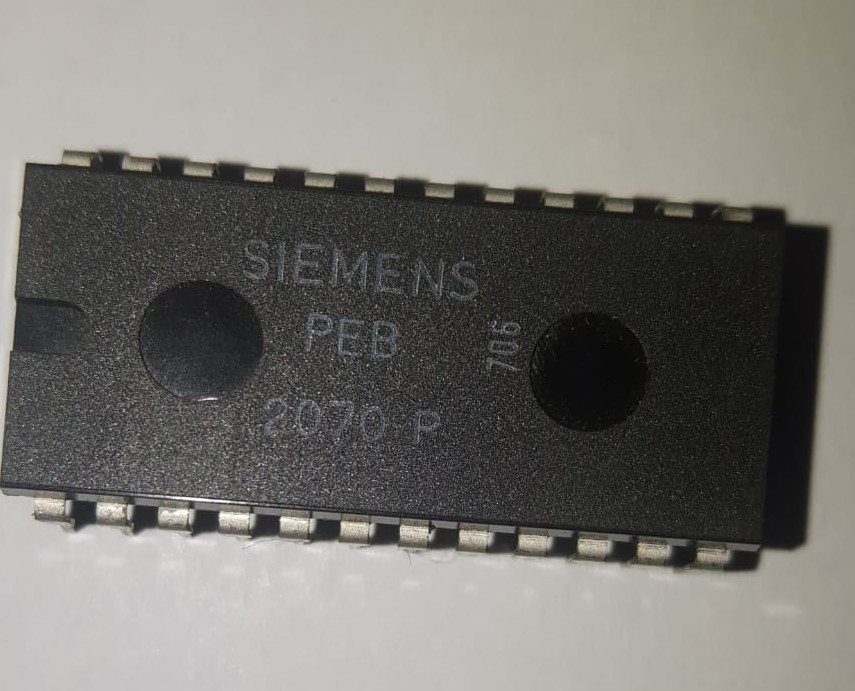 SIEMENS
PEB
706
2070 P